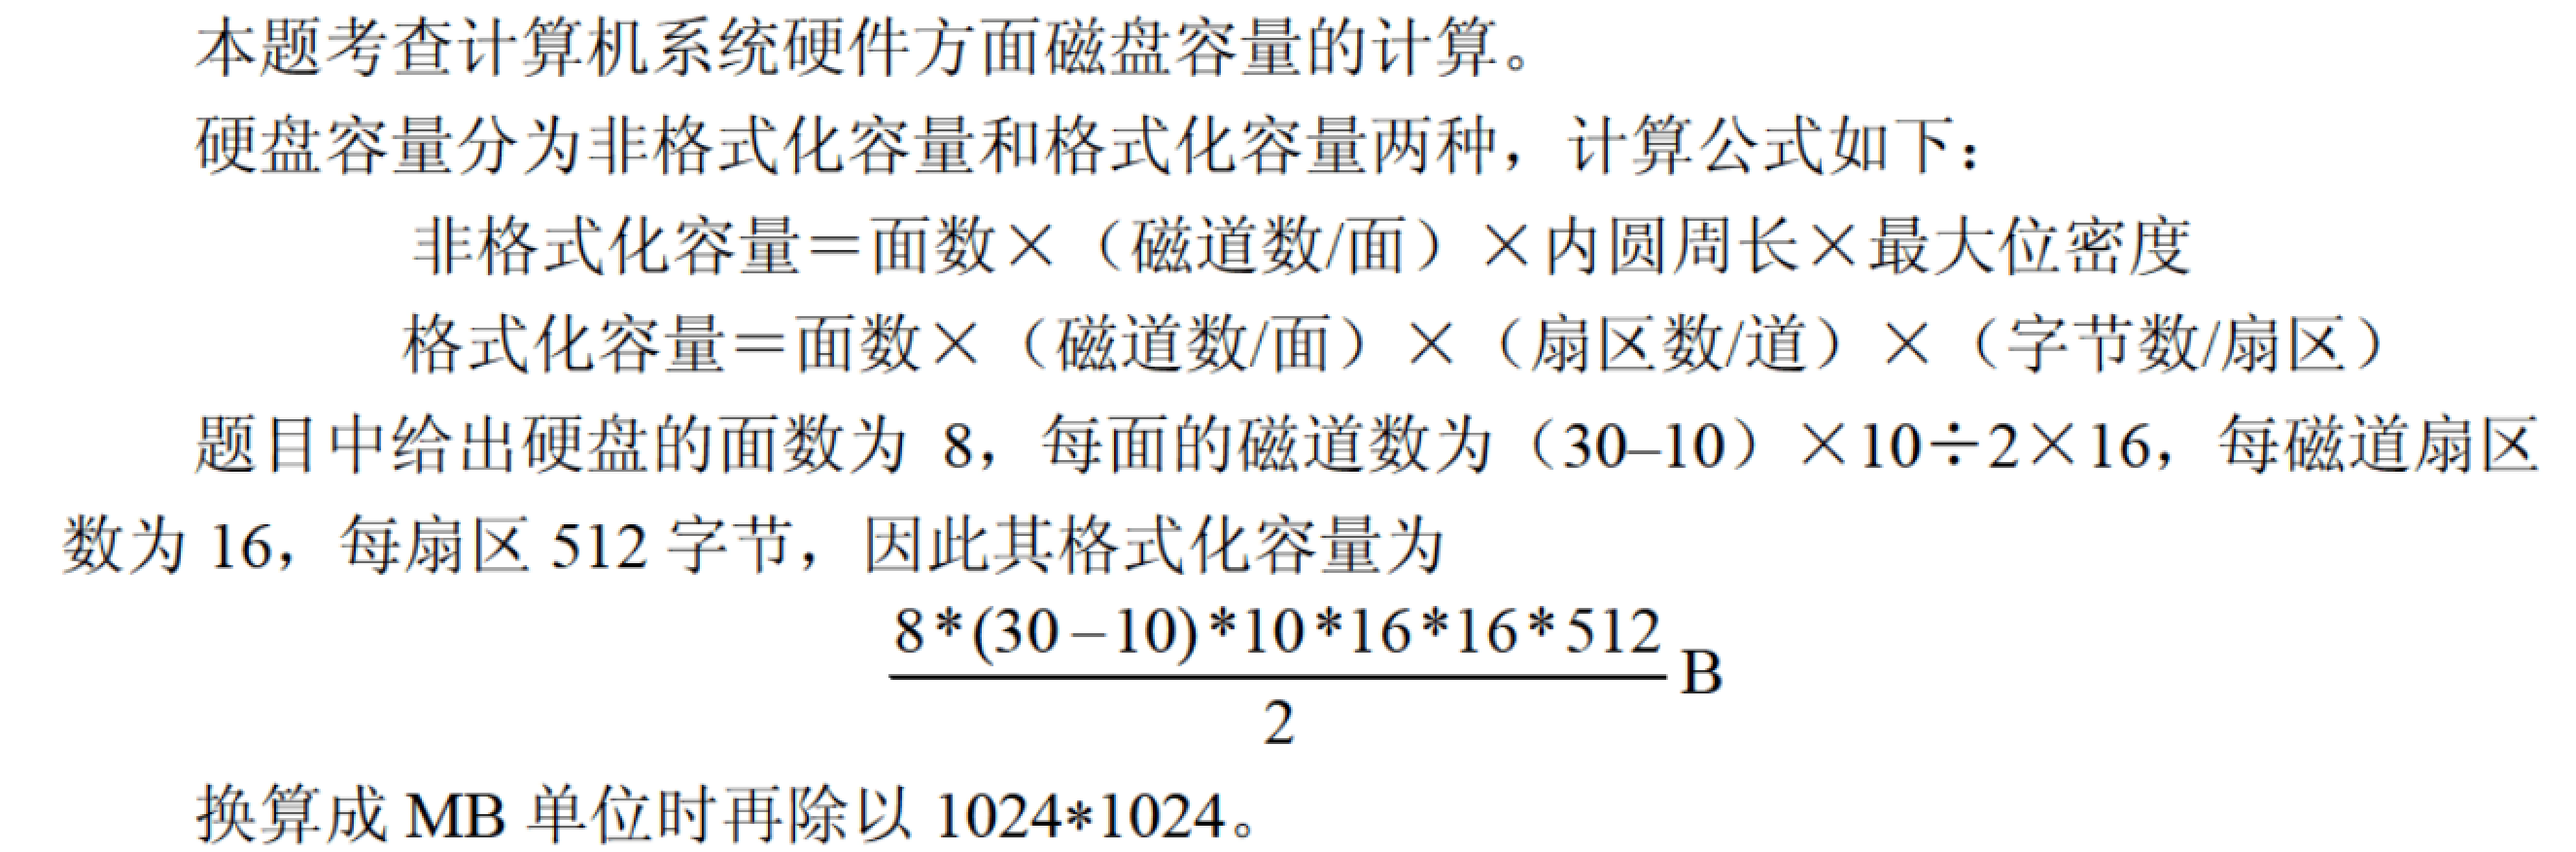 本题考查计算机系统硬件方面磁盘容量的计算。
硬盘容量分为非格式化容量和格式化容量两种，计算公式如下：
非格式化容量＝面数×（磁道数/面）×内圆周长×最大位密度
格式化容量＝面数×（磁道数/面）×（扇区数/道）×（字节数/扇区）
题目中给出硬盘的面数为 8，每面的磁道数为（30–10）×10÷2×16，每磁道扇区
数为 16，每扇区 512 字节，因此其格式化容量为
8*(30–10)*10*16*16*512
B
2
换算成 MB 单位时再除以 1024*1024。